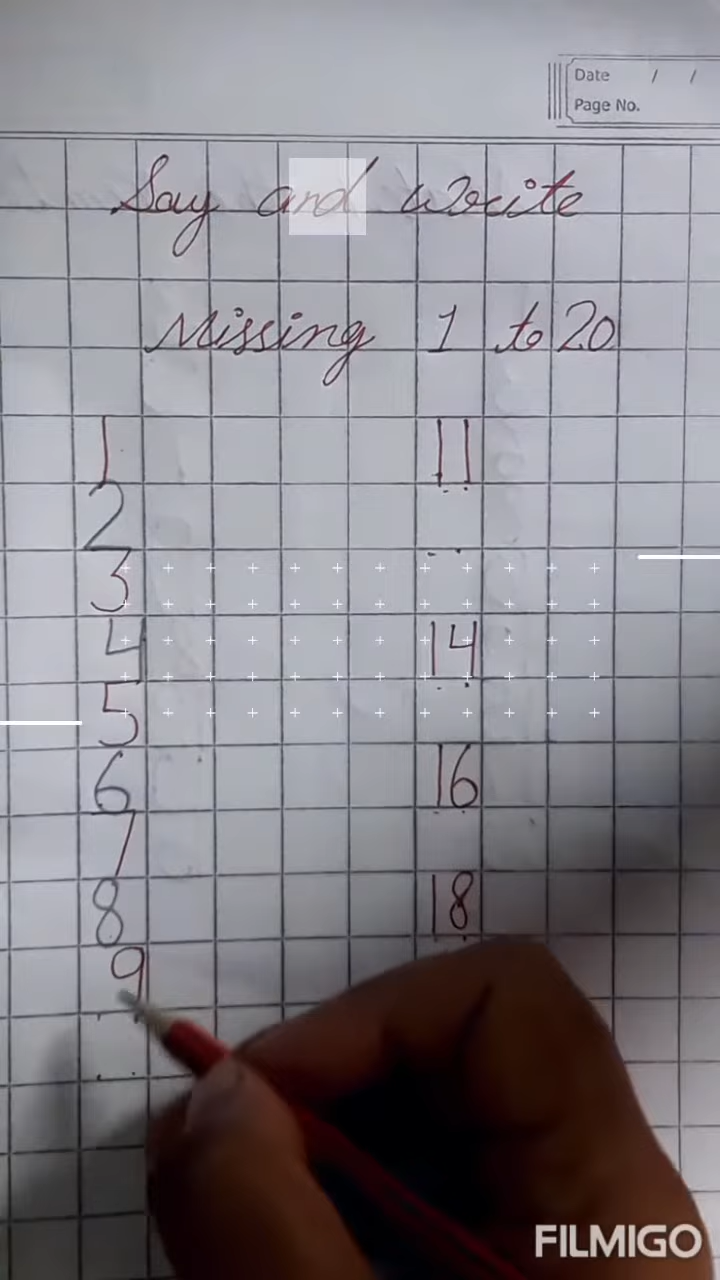 Date / /
Page No.
Say and Write
Missing 1 to 20
1 11
2
3
4 14
5
6 16
7
8 18
9
FILMIGO